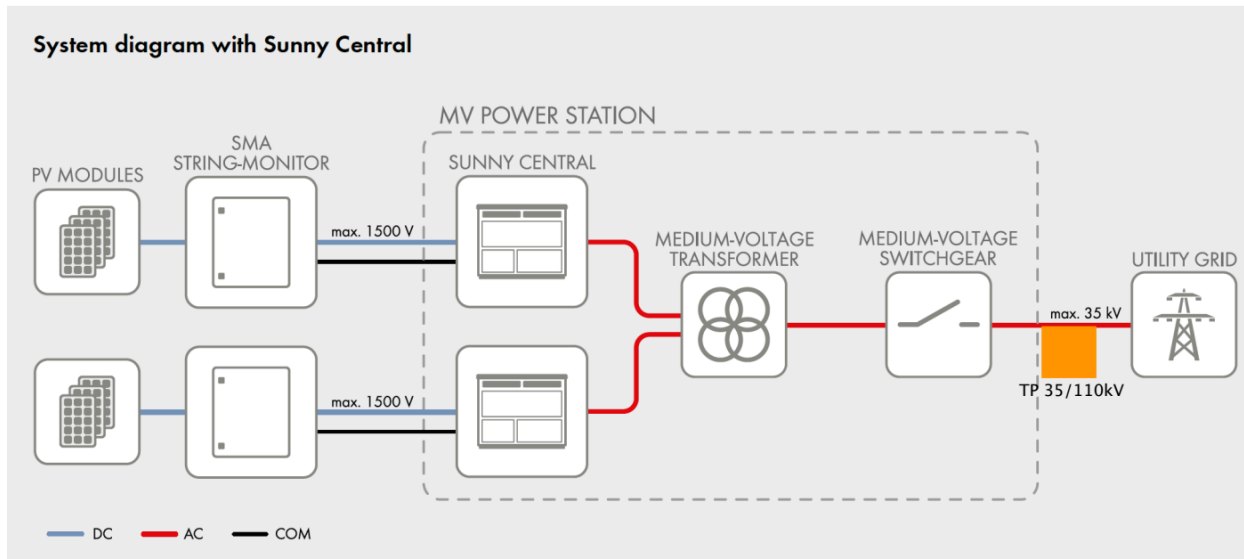 System diagram with Sunny Central
MV POWER STATION
SMA
STRING-MONITOR
PV MODULES
SUNNY CENTRAL
max. 1500 V
MEDIUM-VOLTAGE
TRANSFORMER
MEDIUM-VOLTAGE
SWITCHGEAR
UTILITY GRID
max. 35 kV
TP 35/110kV
max. 1500 V
DC
AC
COM